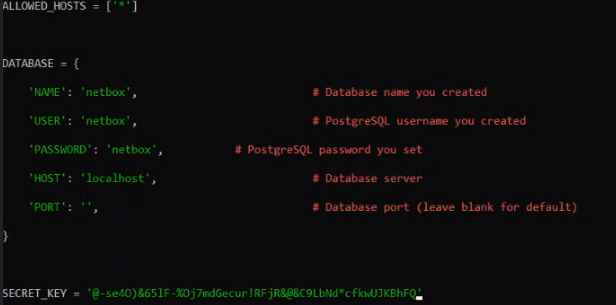 ALLOWED_HOSTS = ['*']
DATABASE = {
'NAME': 'netbox', # Database name you created
'USER': 'netbox', # PostgreSQL username you created
'PASSWORD': 'netbox', # PostgreSQL password you set
'HOST': 'localhost', # Database server
'PORT': '', # Database port (leave blank for default)
}
SECRET_KEY = '@-se4O)&65lF-%Oj7mdGecur!RFjR&@&C9LbNd*cfkwUJKBhFQ'